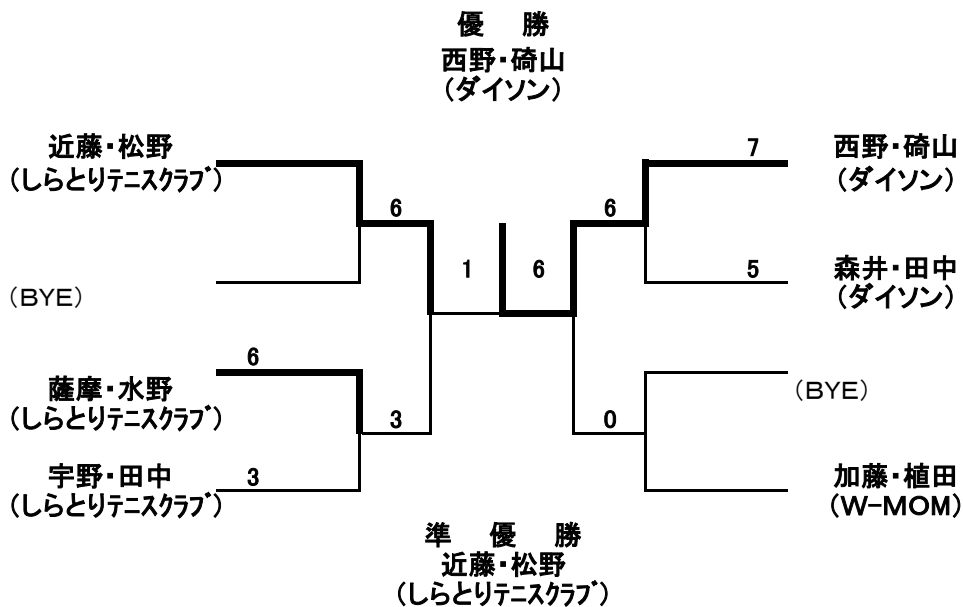 優　勝
西野・碕山
(ダイソン)
近藤・松野
(しらとりﾃﾆｽｸﾗﾌﾞ)
7
西野・碕山
(ダイソン)
6
6
1
6
(BYE)
5
森井・田中
(ダイソン)
6
薩摩・水野
(しらとりﾃﾆｽｸﾗﾌﾞ)
(BYE)
3
0
宇野・田中
(しらとりﾃﾆｽｸﾗﾌﾞ)
3
加藤・植田
(W-MOM)
準　優　勝
近藤・松野
(しらとりﾃﾆｽｸﾗﾌﾞ)